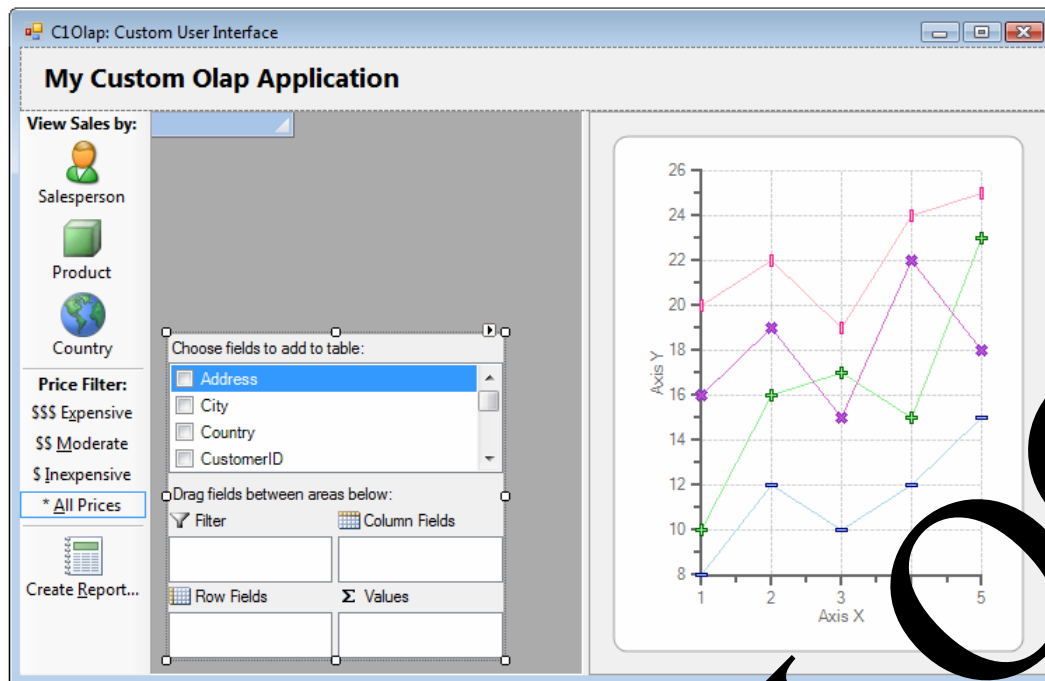 C1Olap: Custom User Interface
My Custom Olap Application
View Sales by:
Salesperson
Product
Country
Price Filter:
$$$ Expensive
$$ Moderate
$ Inexpensive
* All Prices
Create Report...
Choose fields to add to table:
Address
City
Country
CustomerID
Drag fields between areas below:
Filter
Column Fields
Row Fields
Σ Values
26
24
22
20
18
16
14
12
10
8
Axis Y
1 2 3 5
Axis X